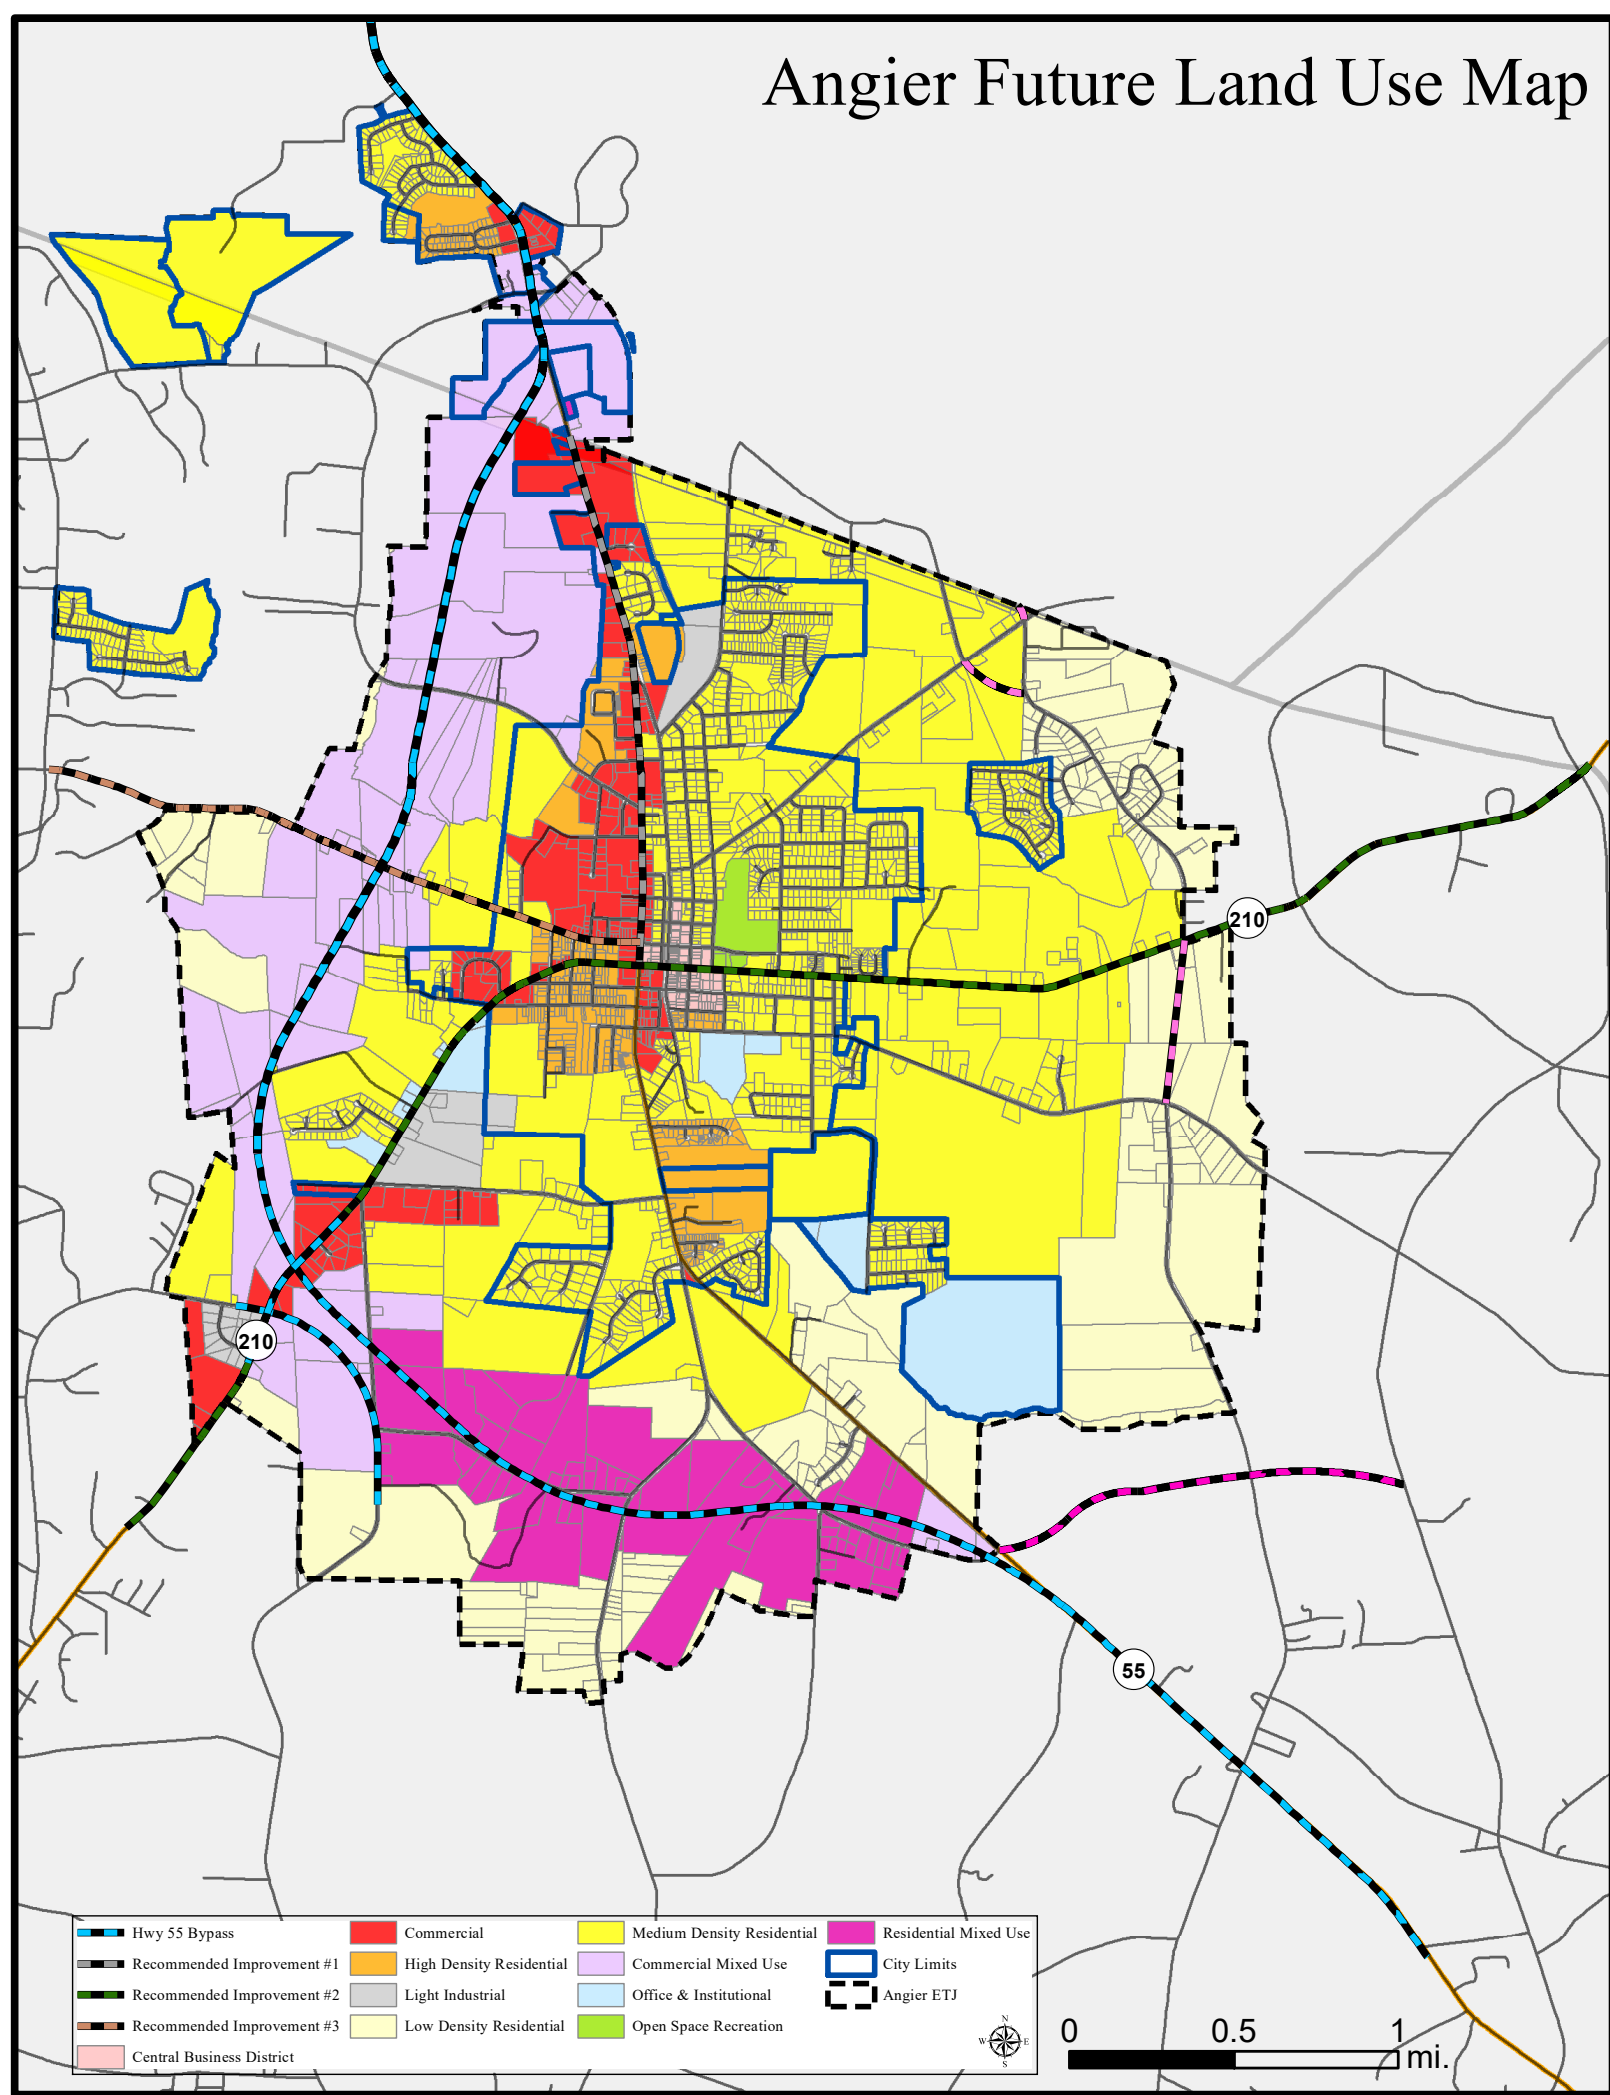 Angier Future Land Use Map
210
210
55
Hwy 55 Bypass
Commercial
Medium Density Residential
Residential Mixed Use
Recommended Improvement #1
High Density Residential
Commercial Mixed Use
City Limits
Recommended Improvement #2
Light Industrial
Office & Institutional
Angier ETJ
Recommended Improvement #3
Low Density Residential
Open Space Recreation
Central Business District
N
W E
S
0 0.5 1
mi.